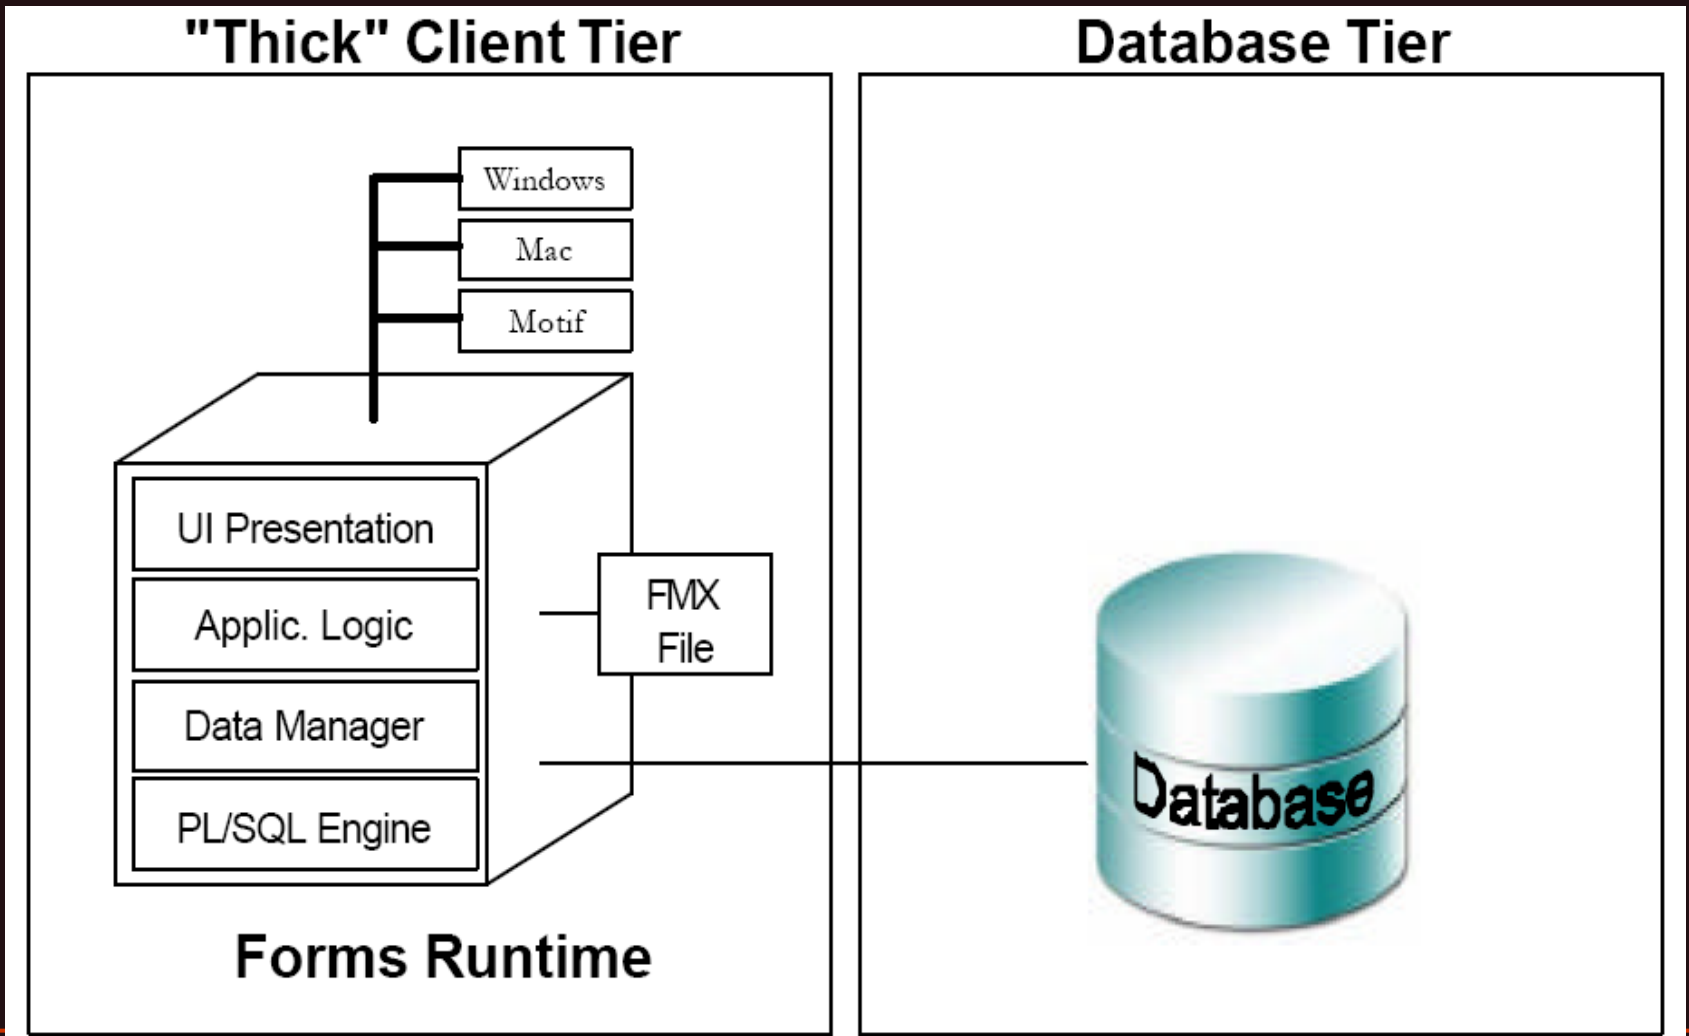 "Thick" Client Tier
Database Tier
Windows
Mac
Motif
UI Presentation
Applic. Logic
Data Manager
PL/SQL Engine
FMX
File
Database
Forms Runtime